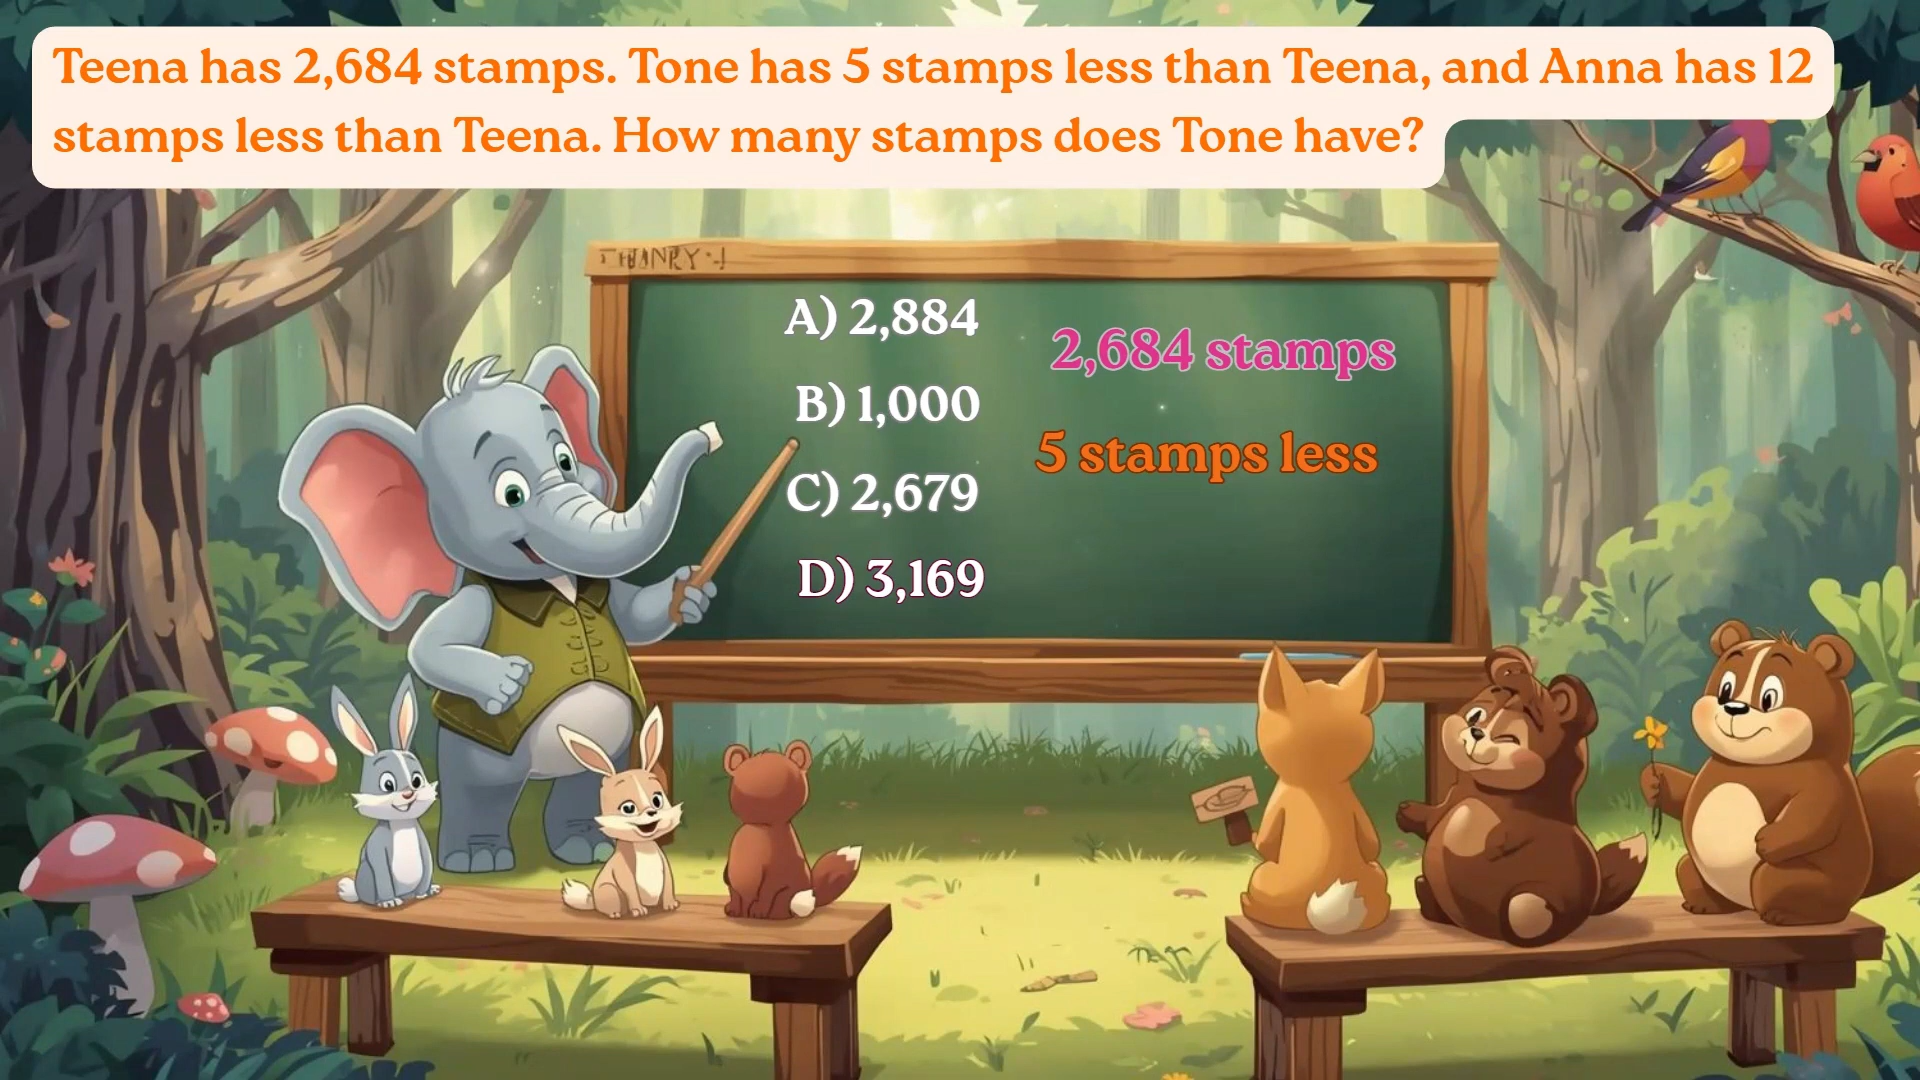 Teena has 2,684 stamps. Tone has 5 stamps less than Teena, and Anna has 12
stamps less than Teena. How many stamps does Tone have?
A) 2,884
2,684 stamps
B) 1,000
5 stamps less
C) 2,679
D) 3,169